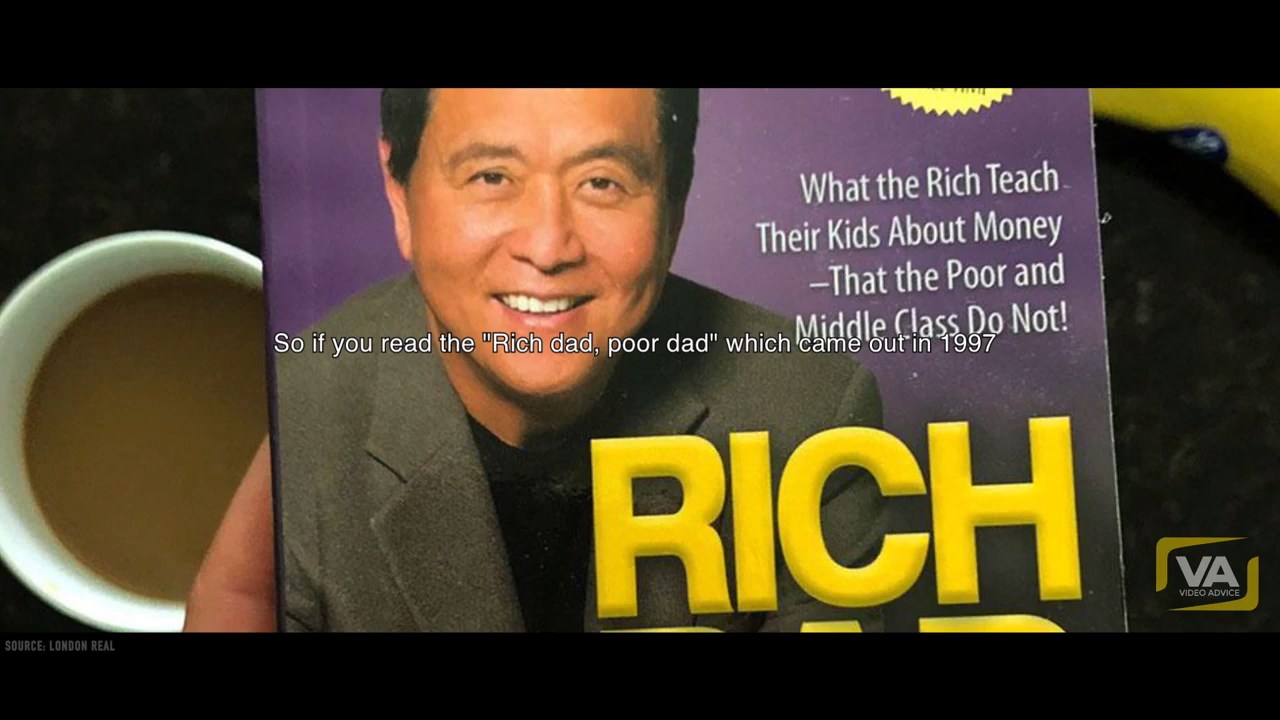 What the Rich Teach
Their Kids About Money
–That the Poor and
Middle Class Do Not!
So if you read the "Rich dad, poor dad" which came out in 1997
RICH
VA
VIDEO ADVICE
SOURCE: LONDON REAL